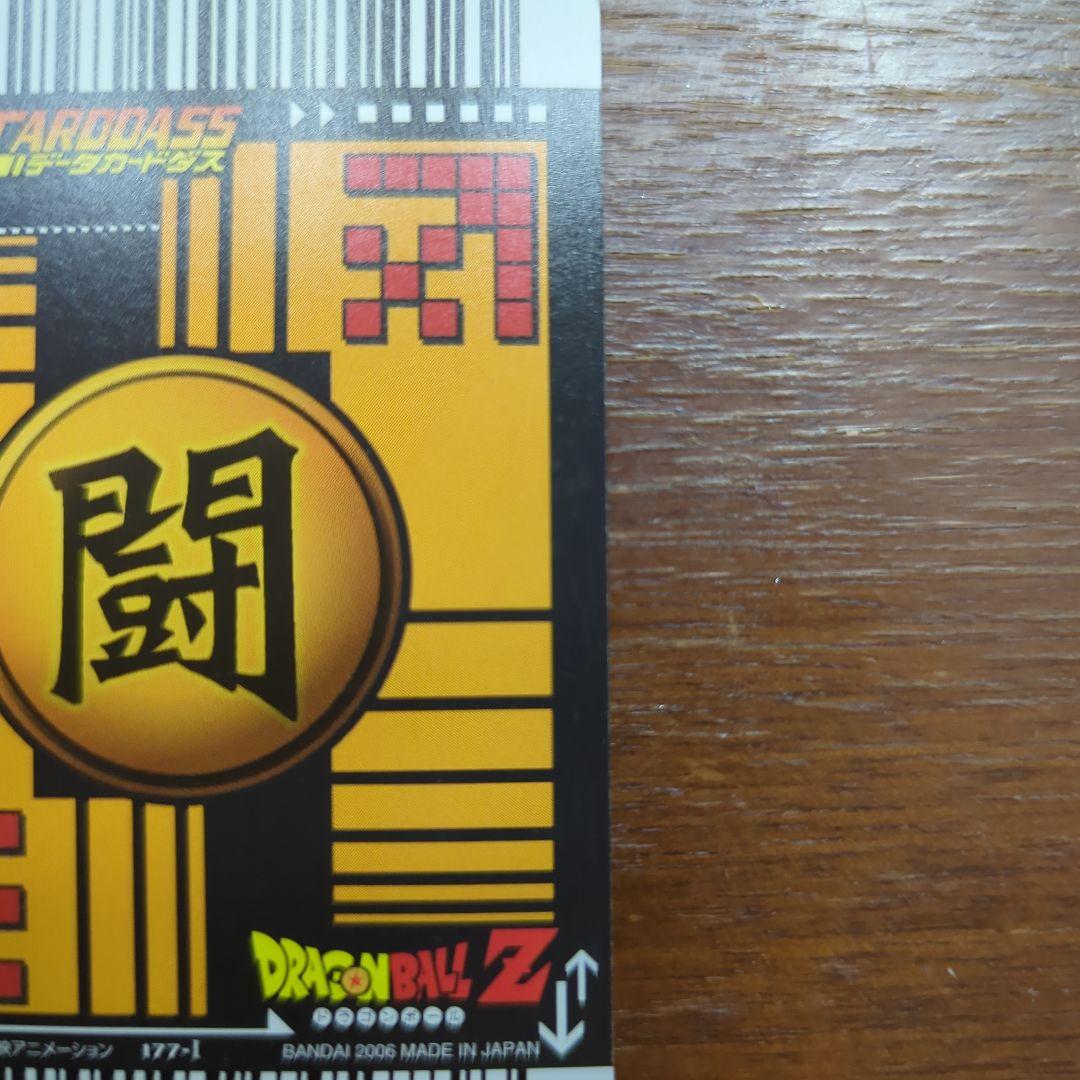 TARDDASS
データカードダス
闘
DRAGON BALL Z
ドラゴンボール
映アニメーション 177-I BANDAI 2006 MADE IN JAPAN